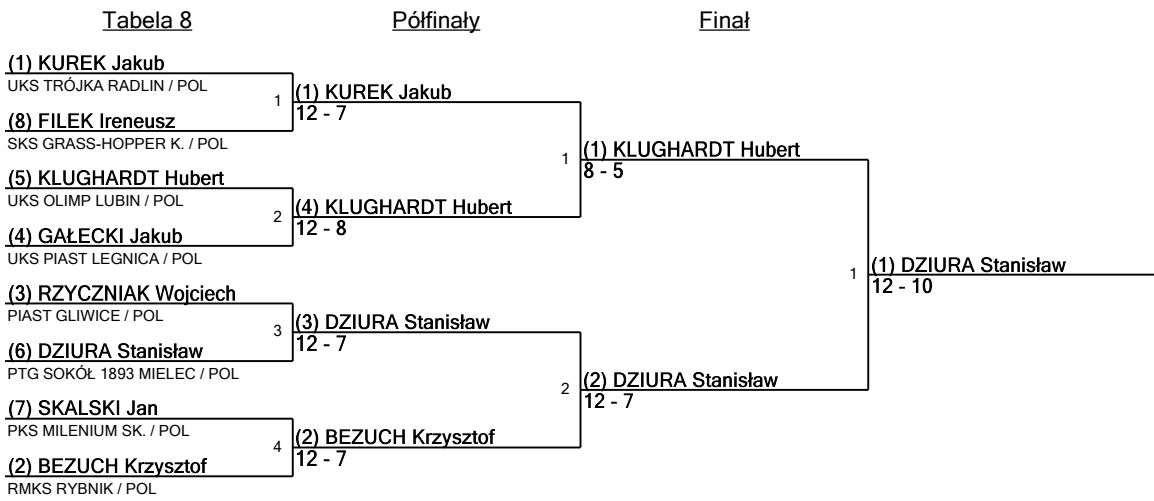 Tabela 8
Półfinały
Finał
(1) KUREK Jakub
UKS TRÓJKA RADLIN / POL
1
(8) FILEK Ireneusz
SKS GRASS-HOPPER K. / POL
(5) KLUGHARDT Hubert
UKS OLIMP LUBIN / POL
2
(4) GAŁECKI Jakub
UKS PIAST LEGNICA / POL
(3) RZYCZNIAK Wojciech
PIAST GLIWICE / POL
3
(6) DZIURA Stanisław
PTG SOKÓŁ 1893 MIELEC / POL
(7) SKALSKI Jan
PKS MILENIUM SK. / POL
4
(2) BEZUCH Krzysztof
RMKS RYBNIK / POL
(1) KUREK Jakub
12 - 7
1
(4) KLUGHARDT Hubert
12 - 8
(3) DZIURA Stanisław
12 - 7
2
(2) BEZUCH Krzysztof
12 - 7
(1) KLUGHARDT Hubert
8 - 5
1
(2) DZIURA Stanisław
12 - 7
(1) DZIURA Stanisław
12 - 10